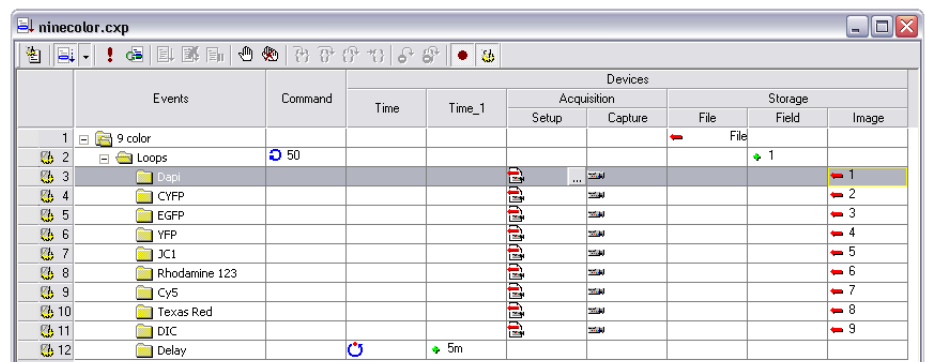 ninecolor.cxp
Devices
Events Command Time Time_1 Acquisition Storage
Setup Capture File Field Image
1 9 color File
2 Loops 50 1
3 Dapi ... 1
4 CYFP 2
5 EGFP 3
6 YFP 4
7 JC1 5
8 Rhodamine 123 6
9 Cy5 7
10 Texas Red 8
11 DIC 9
12 Delay 5m